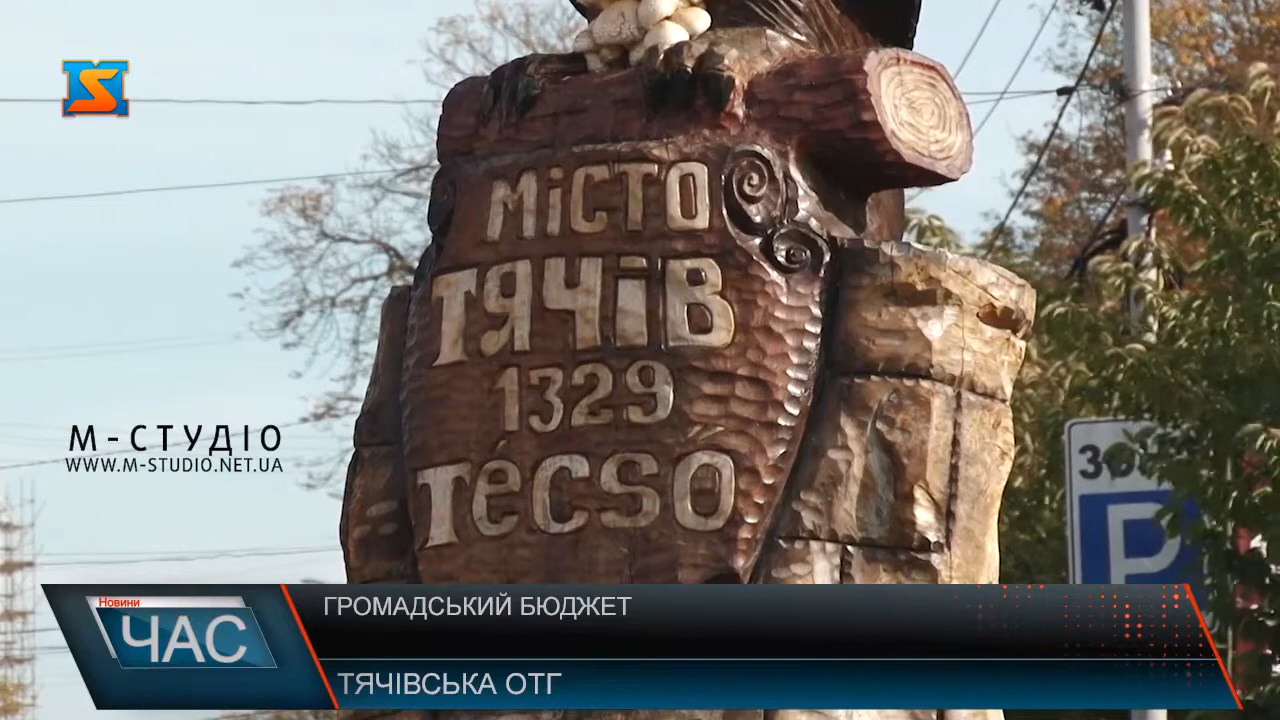 місто
тячів
1329
técső
М-СТУДІО
WWW.M-STUDIO.NET.UA
P
Новини
ЧАС
ГРОМАДСЬКИЙ БЮДЖЕТ
ТЯЧІВСЬКА ОТГ